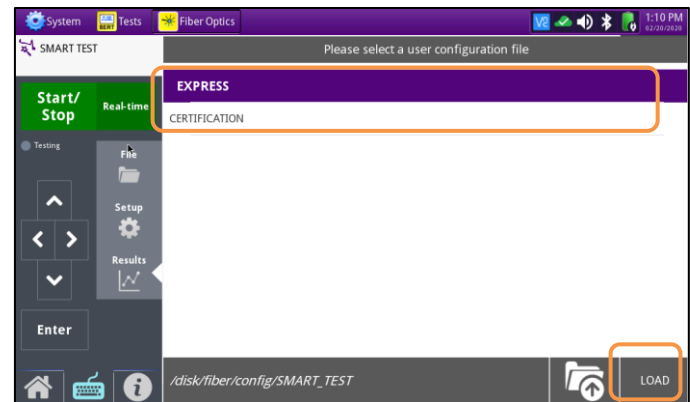 System Tests Fiber Optics 1:10 PM
02/20/2020
SMART TEST
Please select a user configuration file
EXPRESS
CERTIFICATION
Start/
Stop
Real-time
Testing
File
Setup
Results
Enter
/disk/fiber/config/SMART_TEST
LOAD
BERT
V2
i